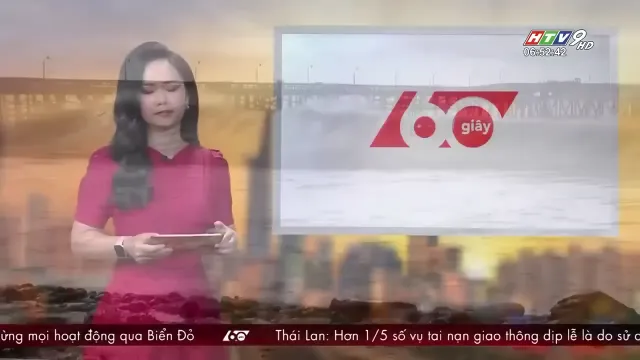 HTV9 HD
06:52:42
60 giây
ừng mọi hoạt động qua Biển Đỏ 60 Thái Lan: Hơn 1/5 số vụ tai nạn giao thông dịp lễ là do sử